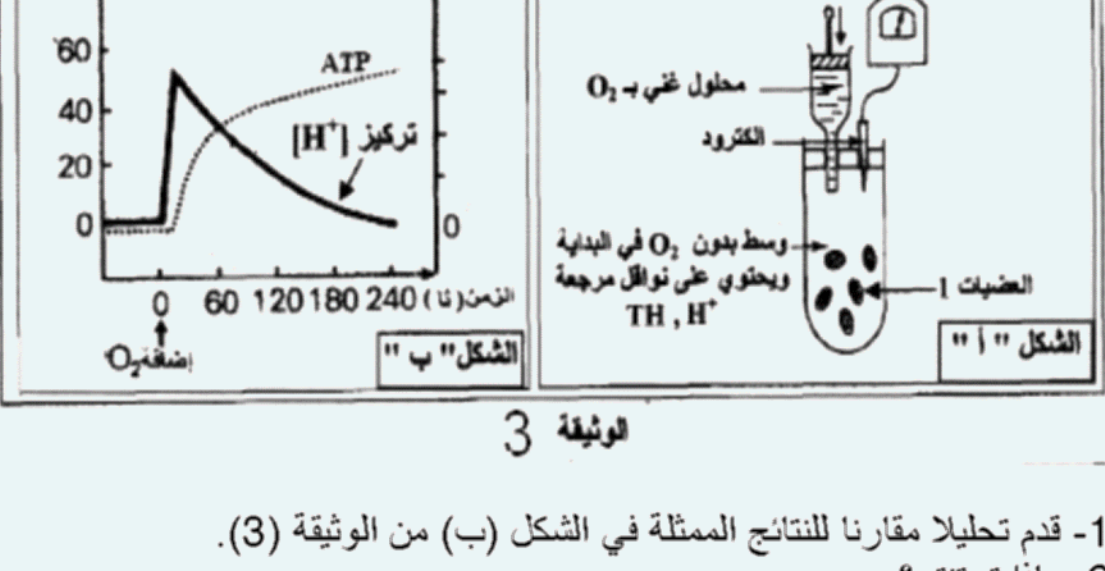 محلول غني بـ O₂
الكترود
وسط بدون O₂ في البداية
ويحتوي على نواقل مرجعة
TH , H⁺
العضيات 1
الشكل " أ "
60
40
20
0
ATP
تركيز [H⁺]
0
0 60 120 180 240 الزمن (ثا)
إضافة O₂
الشكل " ب "
الوثيقة 3
1- قدم تحليلا مقارنا للنتائج الممثلة في الشكل (ب) من الوثيقة (3).